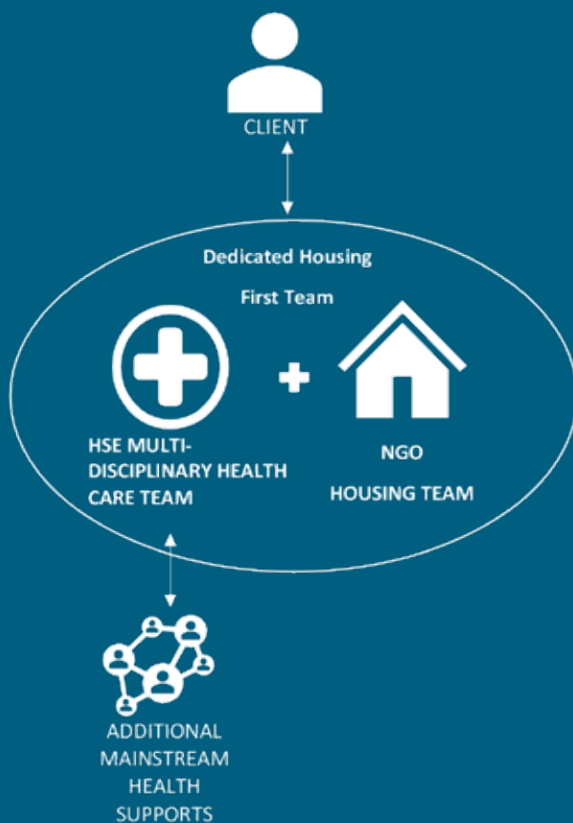 CLIENT
Dedicated Housing
First Team
HSE MULTI-
DISCIPLINARY HEALTH
CARE TEAM
NGO
HOUSING TEAM
ADDITIONAL
MAINSTREAM
HEALTH
SUPPORTS